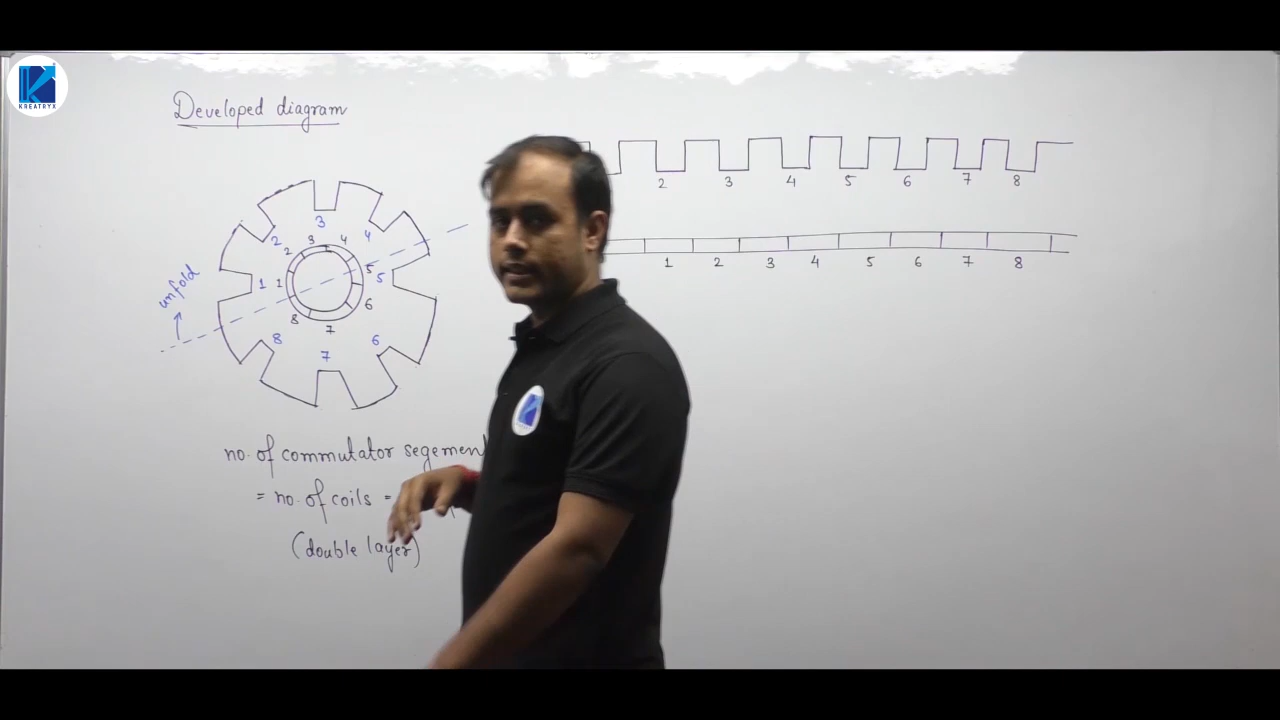 KREATRYX
Developed diagram
2 3 4 5 6 7 8
1 2 3 4 5 6 7 8
unfold
1 2 3 4 5 6 7 8
1 2 3 4 5 6 7 8
no. of commutator segement
= no. of coils =
(double layer)